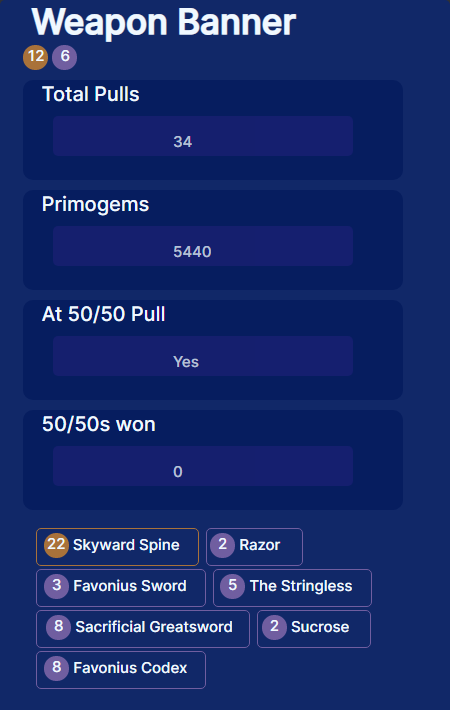 Weapon Banner
12 6
Total Pulls
34
Primogems
5440
At 50/50 Pull
Yes
50/50s won
0
22 Skyward Spine 2 Razor
3 Favonius Sword 5 The Stringless
8 Sacrificial Greatsword 2 Sucrose
8 Favonius Codex